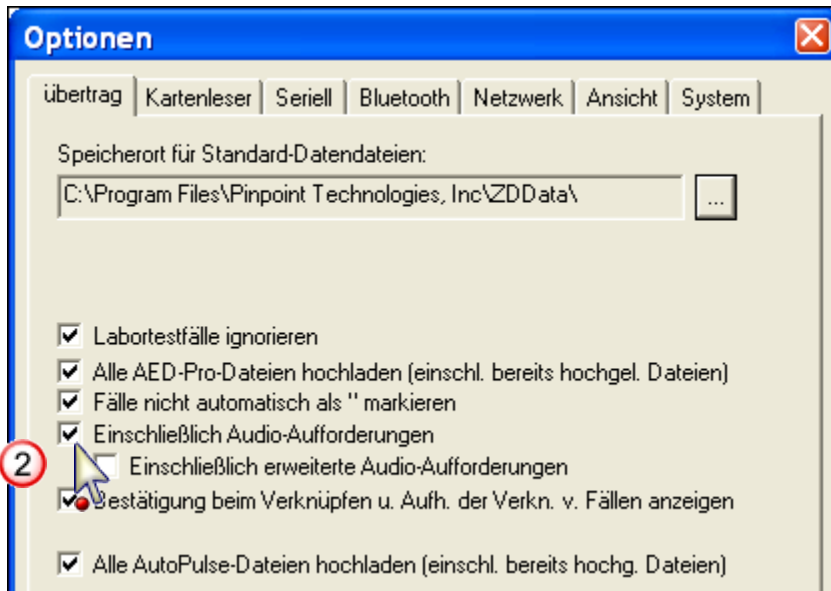 Optionen
übertrag Kartenleser Seriell Bluetooth Netzwerk Ansicht System
Speicherort für Standard-Datendateien:
C:\Program Files\Pinpoint Technologies, Inc\ZDData\ ...
Labortestfälle ignorieren
Alle AED-Pro-Dateien hochladen (einschl. bereits hochgel. Dateien)
Fälle nicht automatisch als '' markieren
Einschließlich Audio-Aufforderungen
2 Einschließlich erweiterte Audio-Aufforderungen
Bestätigung beim Verknüpfen u. Aufh. der Verkn. v. Fällen anzeigen
Alle AutoPulse-Dateien hochladen (einschl. bereits hochg. Dateien)